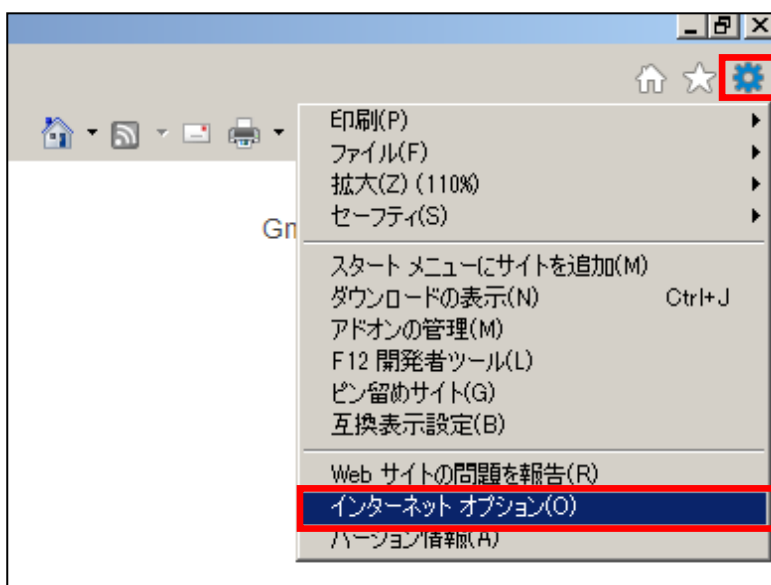 Gm
印刷(P)
ファイル(F)
拡大(Z) (110%)
セーフティ(S)
スタート メニューにサイトを追加(M)
ダウンロードの表示(N) Ctrl+J
アドオンの管理(M)
F12 開発者ツール(L)
ピン留めサイト(G)
互換表示設定(B)
Web サイトの問題を報告(R)
インターネット オプション(O)
バージョン情報(A)